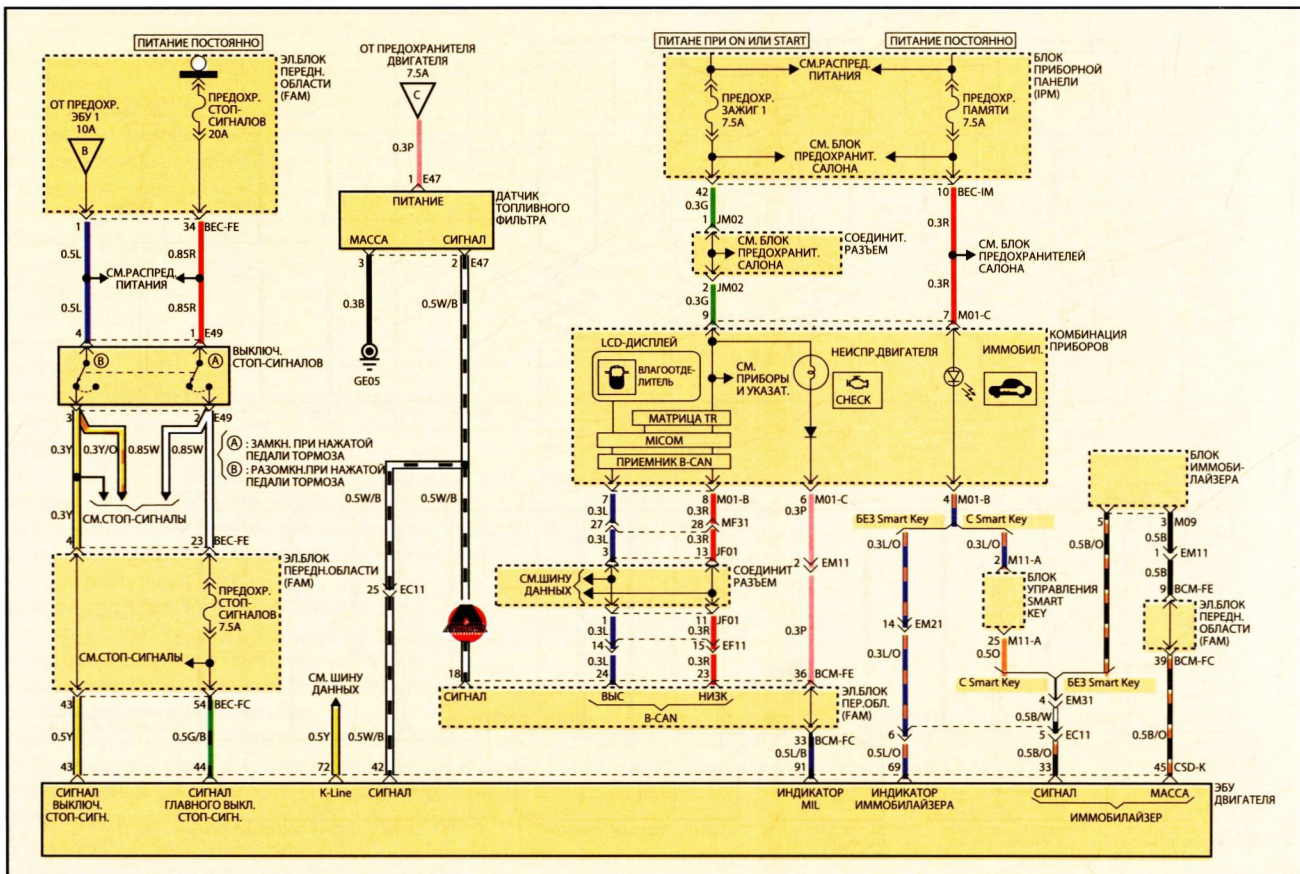 ПИТАНИЕ ПОСТОЯННО
ЭЛ.БЛОК
ПЕРЕДН.
ОБЛАСТИ
(FAM)
ОТ ПРЕДОХР.
ЭБУ 1
10А
B
ПРЕДОХР.
СТОП-
СИГНАЛОВ
20А
1
34
BEC-FE
0.5L
0.85R
СМ.РАСПРЕД.
ПИТАНИЯ
0.5L
0.85R
4
1
E49
B
A
ВЫКЛЮЧ.
СТОП-СИГНАЛОВ
3
2
E49
0.3Y
0.3Y/O
0.85W
0.85W
A : ЗАМКН. ПРИ НАЖАТОЙ
ПЕДАЛИ ТОРМОЗА
B : РАЗОМКН.ПРИ НАЖАТОЙ
ПЕДАЛИ ТОРМОЗА
СМ.СТОП-СИГНАЛЫ
0.3Y
4
23
BEC-FE
ЭЛ.БЛОК
ПЕРЕДН.ОБЛАСТИ
(FAM)
ПРЕДОХР.
СТОП-
СИГНАЛОВ
7.5А
СМ.СТОП-СИГНАЛЫ
43
54
BEC-FC
0.5Y
0.5G/B
43
44
СИГНАЛ
ВЫКЛЮЧ.
СТОП-СИГН.
СИГНАЛ
ГЛАВНОГО ВЫКЛ.
СТОП-СИГН.
ОТ ПРЕДОХРАНИТЕЛЯ
ДВИГАТЕЛЯ
7.5А
C
0.3P
1
E47
ПИТАНИЕ
МАССА
СИГНАЛ
ДАТЧИК
ТОПЛИВНОГО
ФИЛЬТРА
3
2
E47
0.3B
0.5W/B
GE05
0.5W/B
0.5W/B
25
EC11
СМ. ШИНУ
ДАННЫХ
0.5Y
0.5W/B
72
42
K-Line
СИГНАЛ
18
СИГНАЛ
ПИТАНЕ ПРИ ON ИЛИ START
ПИТАНИЕ ПОСТОЯННО
БЛОК
ПРИБОРНОЙ
ПАНЕЛИ
(IPM)
СМ.РАСПРЕД.
ПИТАНИЯ
ПРЕДОХР.
ЗАЖИГ 1
7.5А
ПРЕДОХР.
ПАМЯТИ
7.5А
СМ. БЛОК
ПРЕДОХРАНИТ.
САЛОНА
42
10
BEC-IM
0.3G
1
JM02
0.3R
СМ. БЛОК
ПРЕДОХРАНИТ.
САЛОНА
СОЕДИНИТ.
РАЗЪЕМ
СМ. БЛОК
ПРЕДОХРАНИТЕЛЕЙ
САЛОНА
2
JM02
0.3G
0.3R
9
7
M01-C
КОМБИНАЦИЯ
ПРИБОРОВ
LCD-ДИСПЛЕЙ
ВЛАГООТДЕ-
ЛИТЕЛЬ
СМ.
ПРИБОРЫ
И УКАЗАТ.
НЕИСПР.ДВИГАТЕЛЯ
CHECK
ИММОБИЛ.
МАТРИЦА TR
MICOM
ПРИЕМНИК B-CAN
7
8
M01-B
6
M01-C
4
M01-B
0.3L
0.3R
0.3P
27
28
MF31
0.3L
0.3R
3
13
JF01
СМ.ШИНУ
ДАННЫХ
СОЕДИНИТ
РАЗЪЕМ
2
EM11
1
11
JF01
0.3L
0.3R
0.3P
14
15
EF11
0.3L
0.3R
24
23
36
BCM-FE
ВЫС
НИЗК
B-CAN
ЭЛ.БЛОК
ПЕР.ОБЛ.
(FAM)
33
BCM-FC
0.5L/B
91
ИНДИКАТОР
MIL
БЕЗ Smart Key
С Smart Key
0.3L/O
0.3L/O
2
M11-A
БЛОК
УПРАВЛЕНИЯ
SMART
KEY
14
EM21
25
M11-A
0.5O
0.3L/O
С Smart Key
БЕЗ Smart Key
4
EM31
0.5B/W
6
5
EC11
0.5L/O
0.5B/O
69
33
ИНДИКАТОР
ИММОБИЛАЙЗЕРА
СИГНАЛ
БЛОК
ИММОБИ-
ЛАЙЗЕРА
5
3
M09
0.5B/O
0.5B
1
EM11
0.5B
9
BCM-FE
ЭЛ.БЛОК
ПЕРЕДН.
ОБЛАСТИ
(FAM)
39
BCM-FC
0.5B/O
45
CSD-K
МАССА
ИММОБИЛАЙЗЕР
ЭБУ
ДВИГАТЕЛЯ